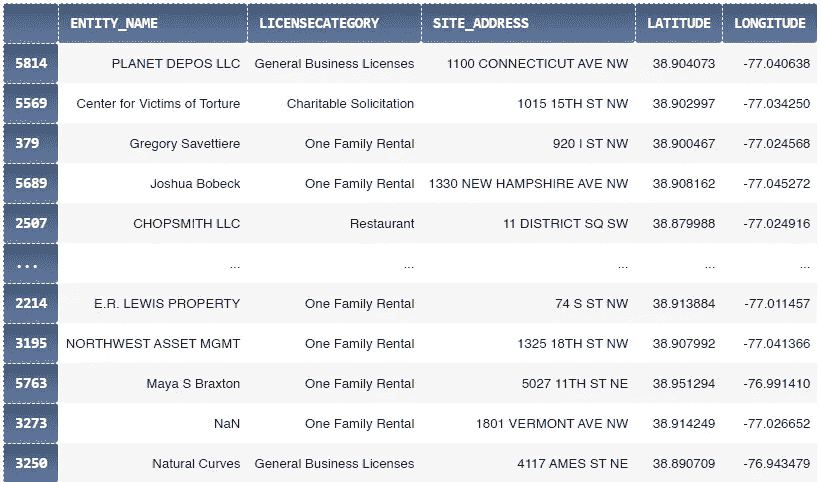 ENTITY_NAME LICENSECATEGORY SITE_ADDRESS LATITUDE LONGITUDE
5814 PLANET DEPOS LLC General Business Licenses 1100 CONNECTICUT AVE NW 38.904073 -77.040638
5569 Center for Victims of Torture Charitable Solicitation 1015 15TH ST NW 38.902997 -77.034250
379 Gregory Savettiere One Family Rental 920 I ST NW 38.900467 -77.024568
5689 Joshua Bobeck One Family Rental 1330 NEW HAMPSHIRE AVE NW 38.908162 -77.045272
2507 CHOPSMITH LLC Restaurant 11 DISTRICT SQ SW 38.879988 -77.024916
... ... ... ... ... ...
2214 E.R. LEWIS PROPERTY One Family Rental 74 S ST NW 38.913884 -77.011457
3195 NORTHWEST ASSET MGMT One Family Rental 1325 18TH ST NW 38.907992 -77.041366
5763 Maya S Braxton One Family Rental 5027 11TH ST NE 38.951294 -76.991410
3273 NaN One Family Rental 1801 VERMONT AVE NW 38.914249 -77.026652
3250 Natural Curves General Business Licenses 4117 AMES ST NE 38.890709 -76.943479